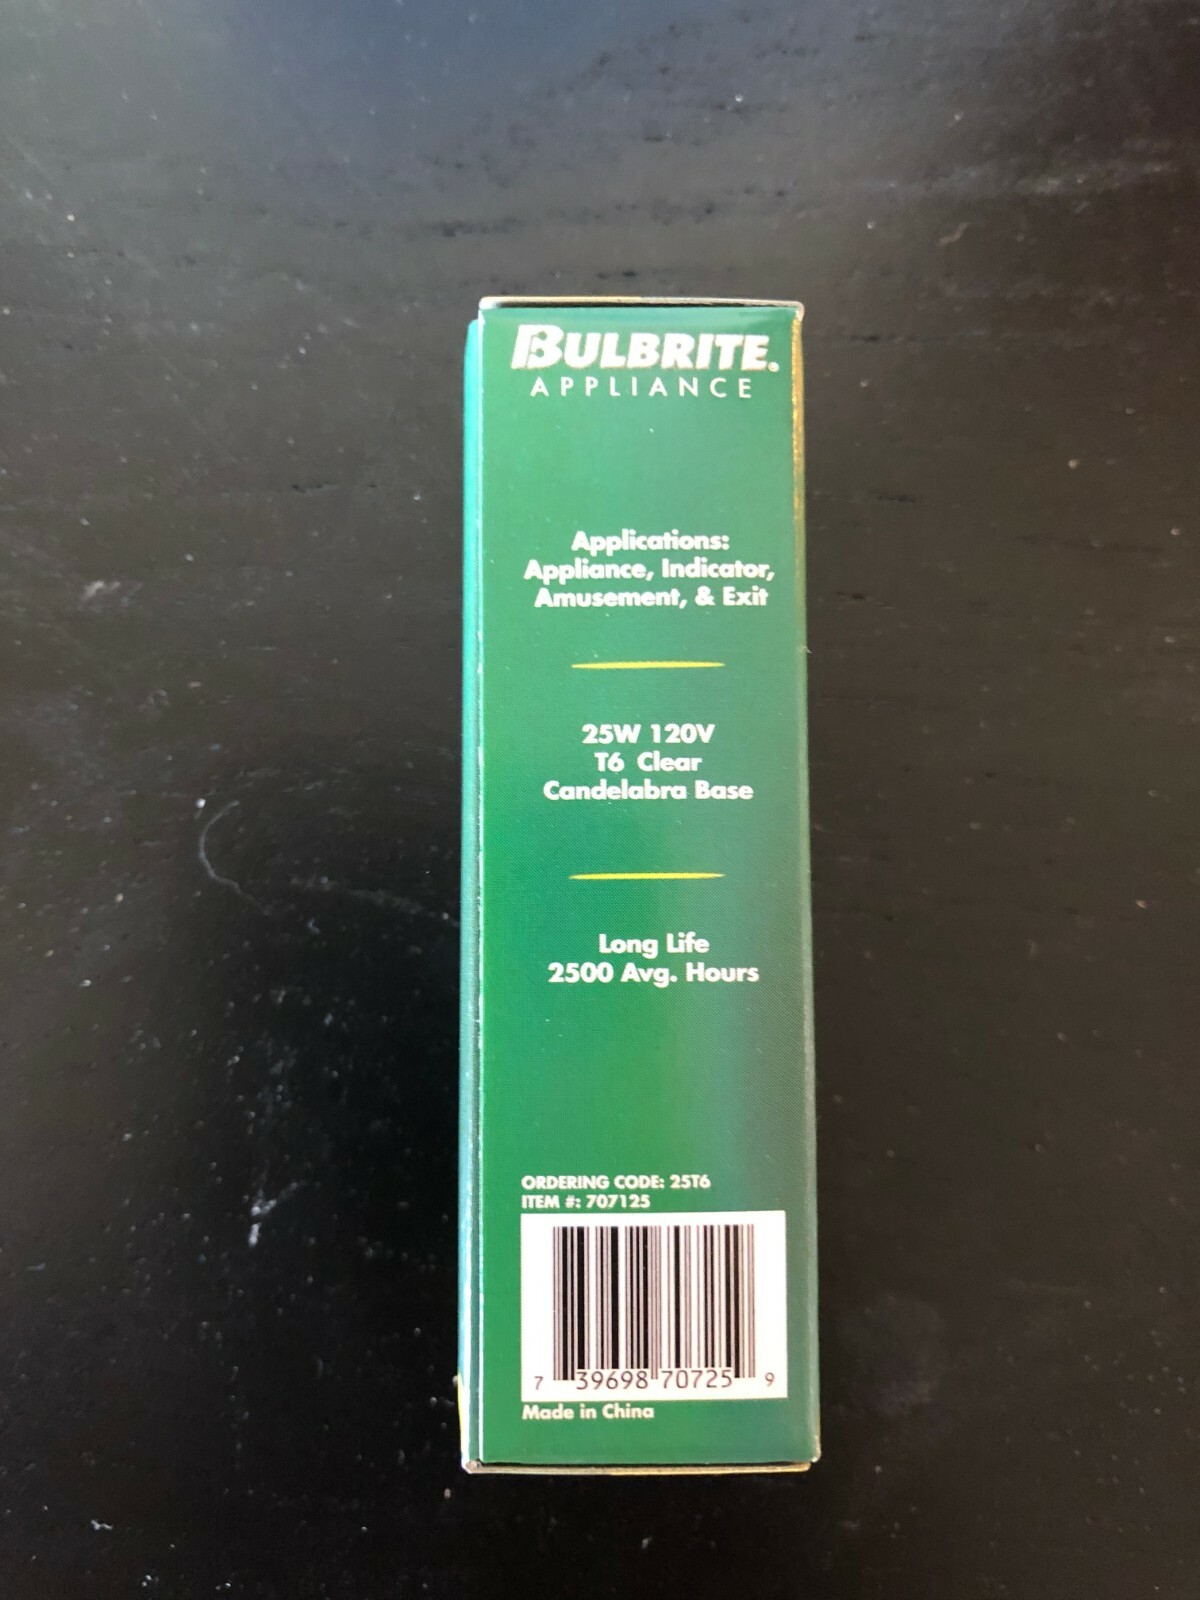 BULBRITE®
APPLIANCE
Applications:
Appliance, Indicator,
Amusement, & Exit
25W 120V
T6 Clear
Candelabra Base
Long Life
2500 Avg. Hours
ORDERING CODE: 25T6
ITEM #: 707125
7 39698 70725 9
Made in China